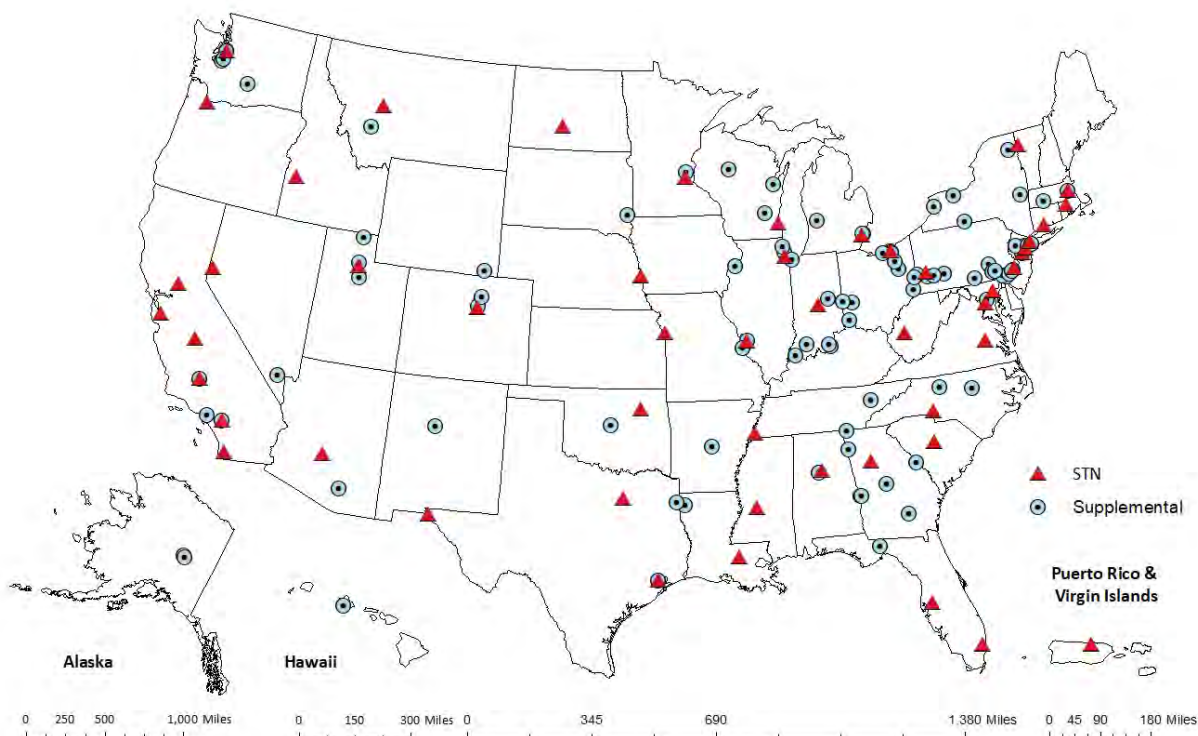 STN
Supplemental
Puerto Rico &
Virgin Islands
Alaska
Hawaii
0 250 500 1,000 Miles
0 150 300 Miles
0 345 690 1.380 Miles
0 45 90 180 Miles